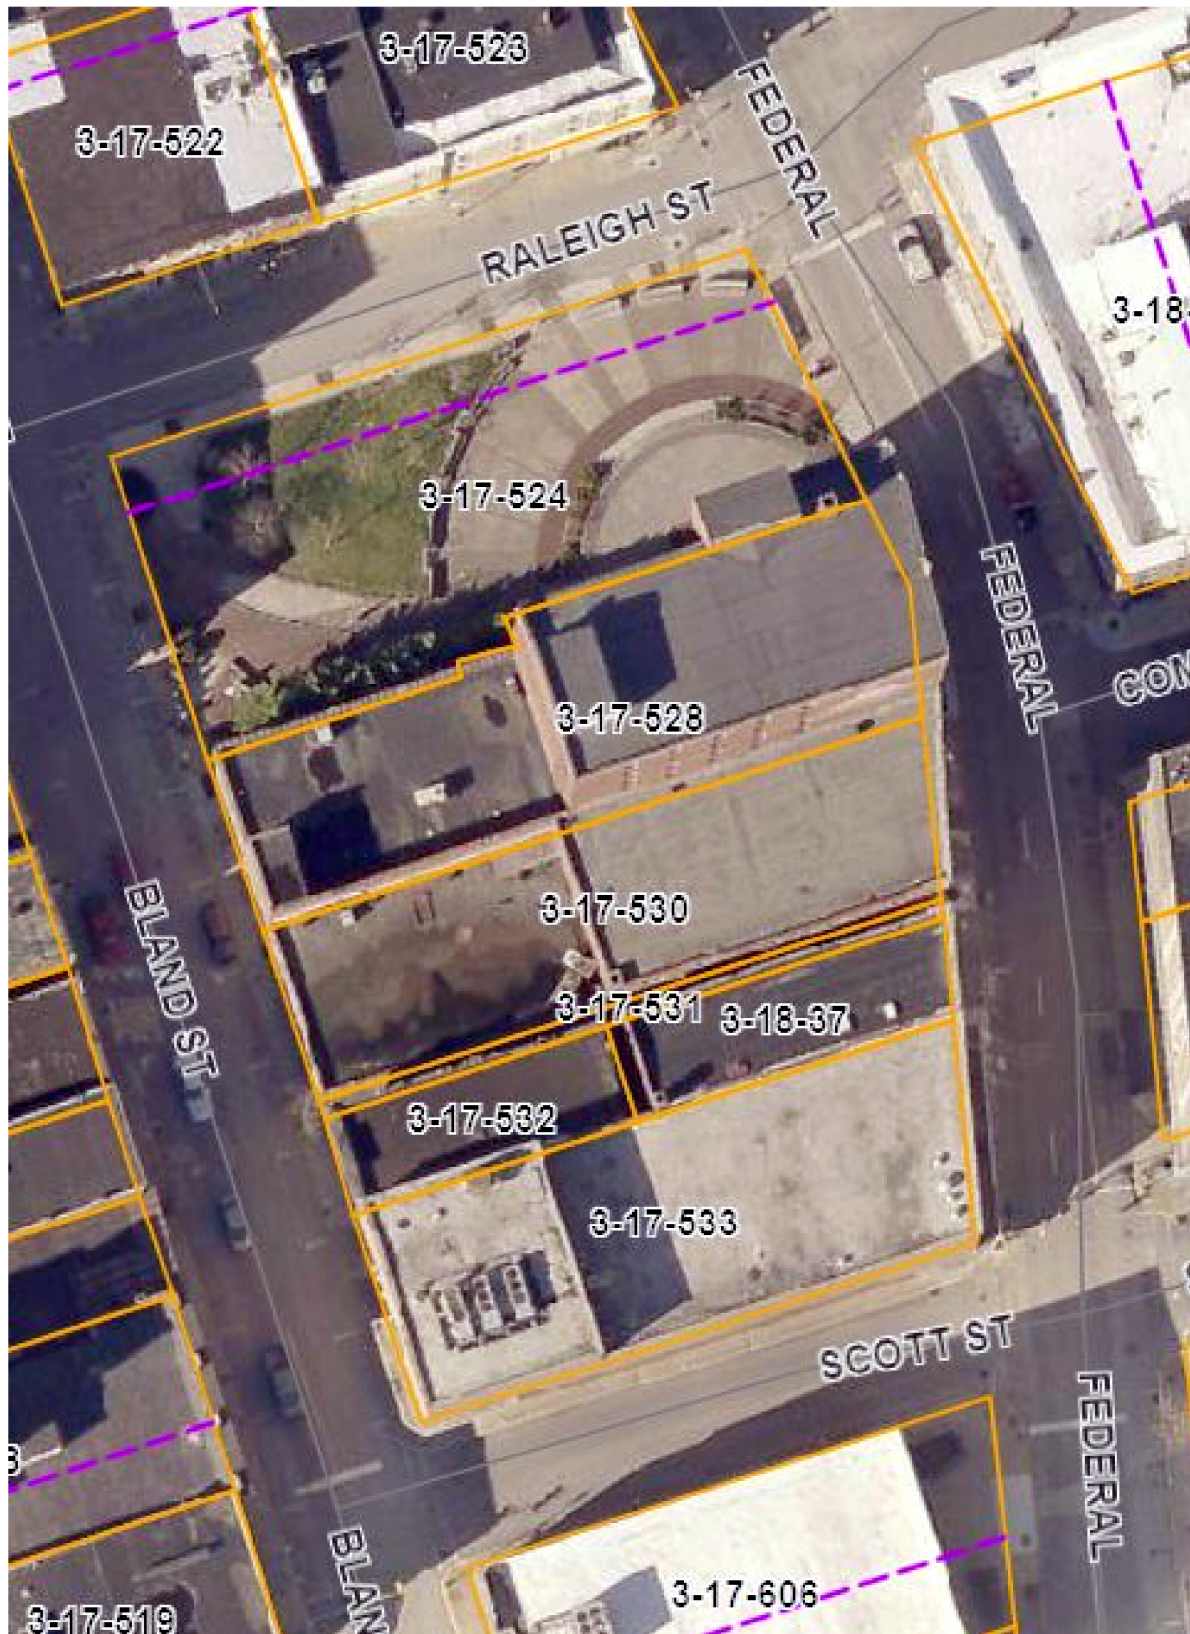 3-17-523
3-17-522
FEDERAL
RALEIGH ST
3-18-
3-17-524
FEDERAL
COM
3-17-528
BLAND ST
3-17-530
3-17-531
3-18-37
3-17-532
3-17-533
SCOTT ST
FEDERAL
BLAN
3-17-606
3-17-519